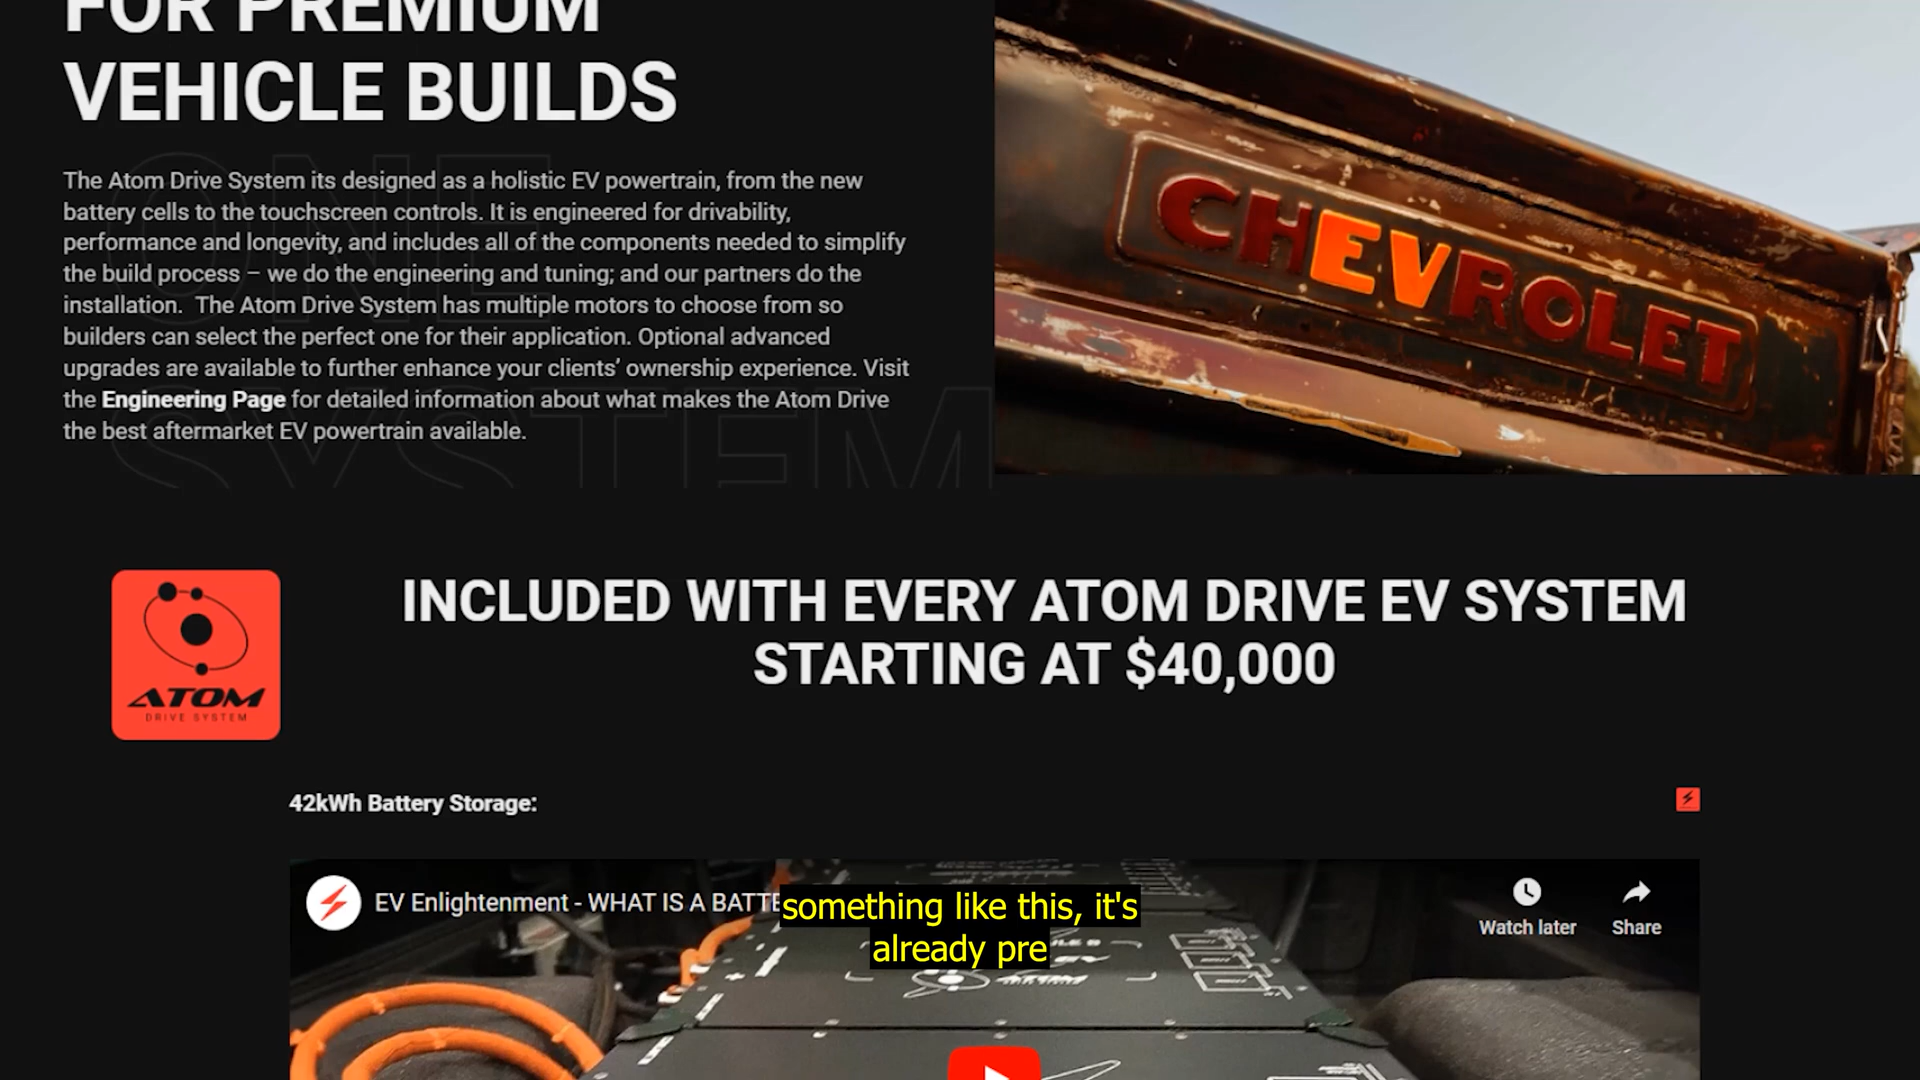 FOR PREMIUM
VEHICLE BUILDS
ONE
SYSTEM
The Atom Drive System its designed as a holistic EV powertrain, from the new
battery cells to the touchscreen controls. It is engineered for drivability,
performance and longevity, and includes all of the components needed to simplify
the build process – we do the engineering and tuning; and our partners do the
installation. The Atom Drive System has multiple motors to choose from so
builders can select the perfect one for their application. Optional advanced
upgrades are available to further enhance your clients’ ownership experience. Visit
the Engineering Page for detailed information about what makes the Atom Drive
the best aftermarket EV powertrain available.
CHEVROLET
INCLUDED WITH EVERY ATOM DRIVE EV SYSTEM
STARTING AT $40,000
ATOM
DRIVE SYSTEM
42kWh Battery Storage:
EV Enlightenment - WHAT IS A BATTE
Watch later
Share
something like this, it's
already pre
ATOM